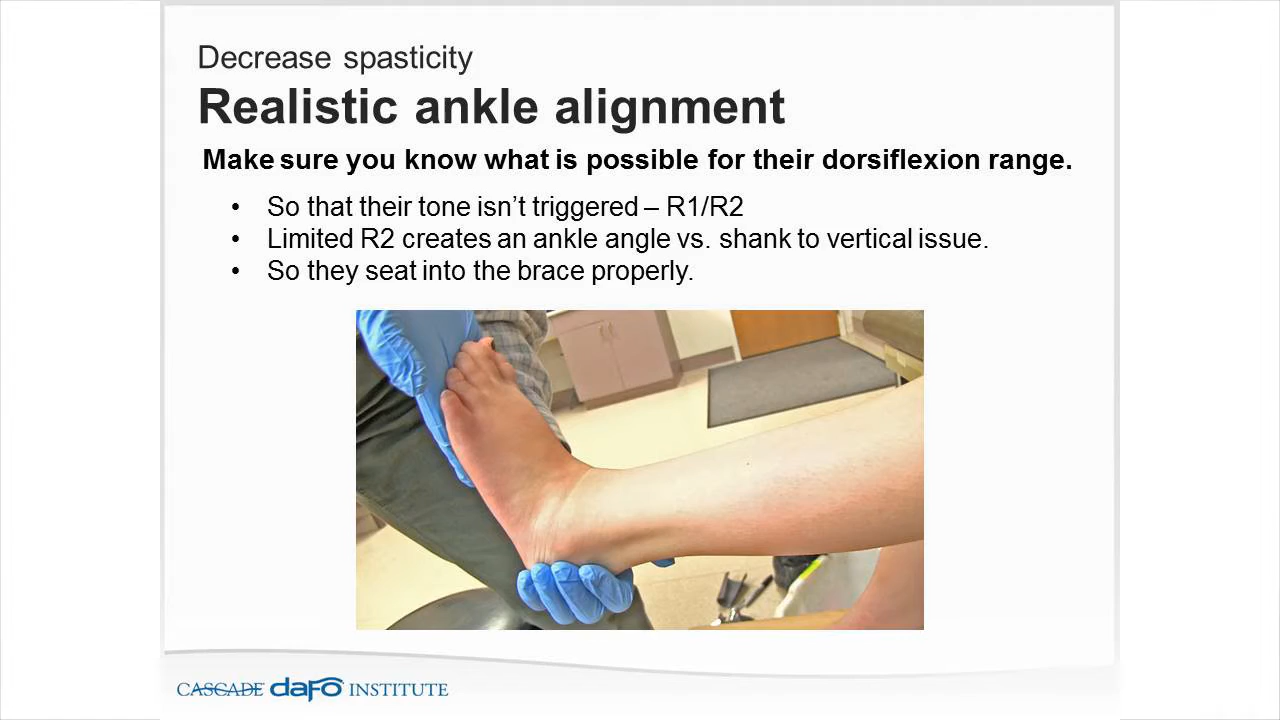 Decrease spasticity
Realistic ankle alignment
Make sure you know what is possible for their dorsiflexion range.
• So that their tone isn’t triggered – R1/R2
• Limited R2 creates an ankle angle vs. shank to vertical issue.
• So they seat into the brace properly.
CASCADE dafo INSTITUTE